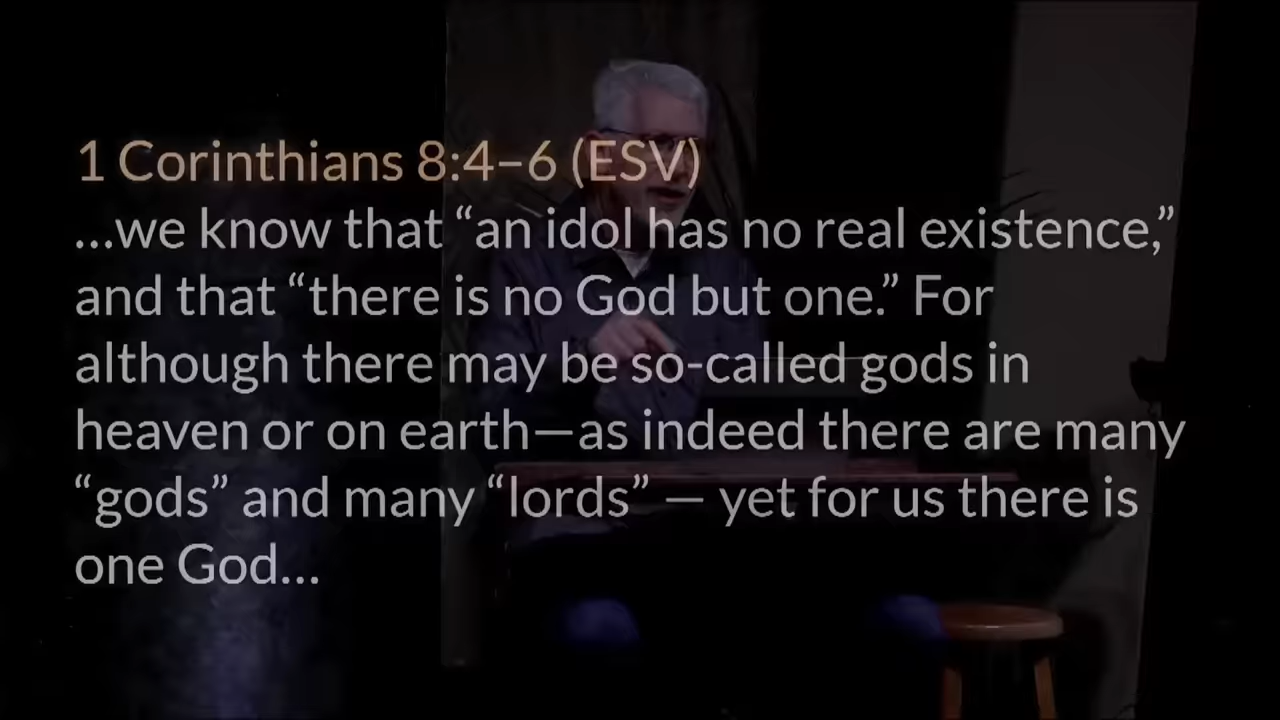 1 Corinthians 8:4–6 (ESV)
…we know that “an idol has no real existence,”
and that “there is no God but one.” For
although there may be so-called gods in
heaven or on earth—as indeed there are many
“gods” and many “lords” — yet for us there is
one God…